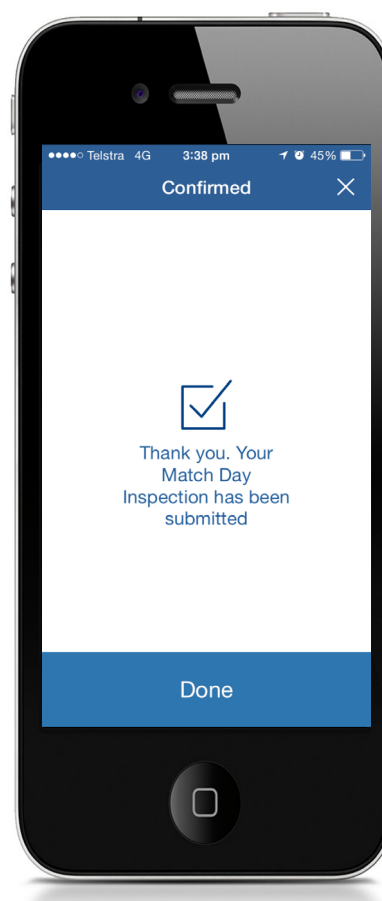 Telstra 4G 3:38 pm 45%
Confirmed
Thank you. Your
Match Day
Inspection has been
submitted
Done